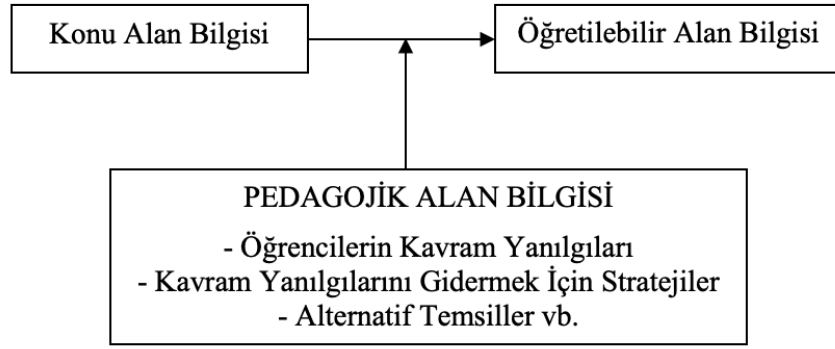 Konu Alan Bilgisi
Öğretilebilir Alan Bilgisi
PEDAGOJİK ALAN BİLGİSİ
- Öğrencilerin Kavram Yanılgıları
- Kavram Yanılgılarını Gidermek İçin Stratejiler
- Alternatif Temsiller vb.